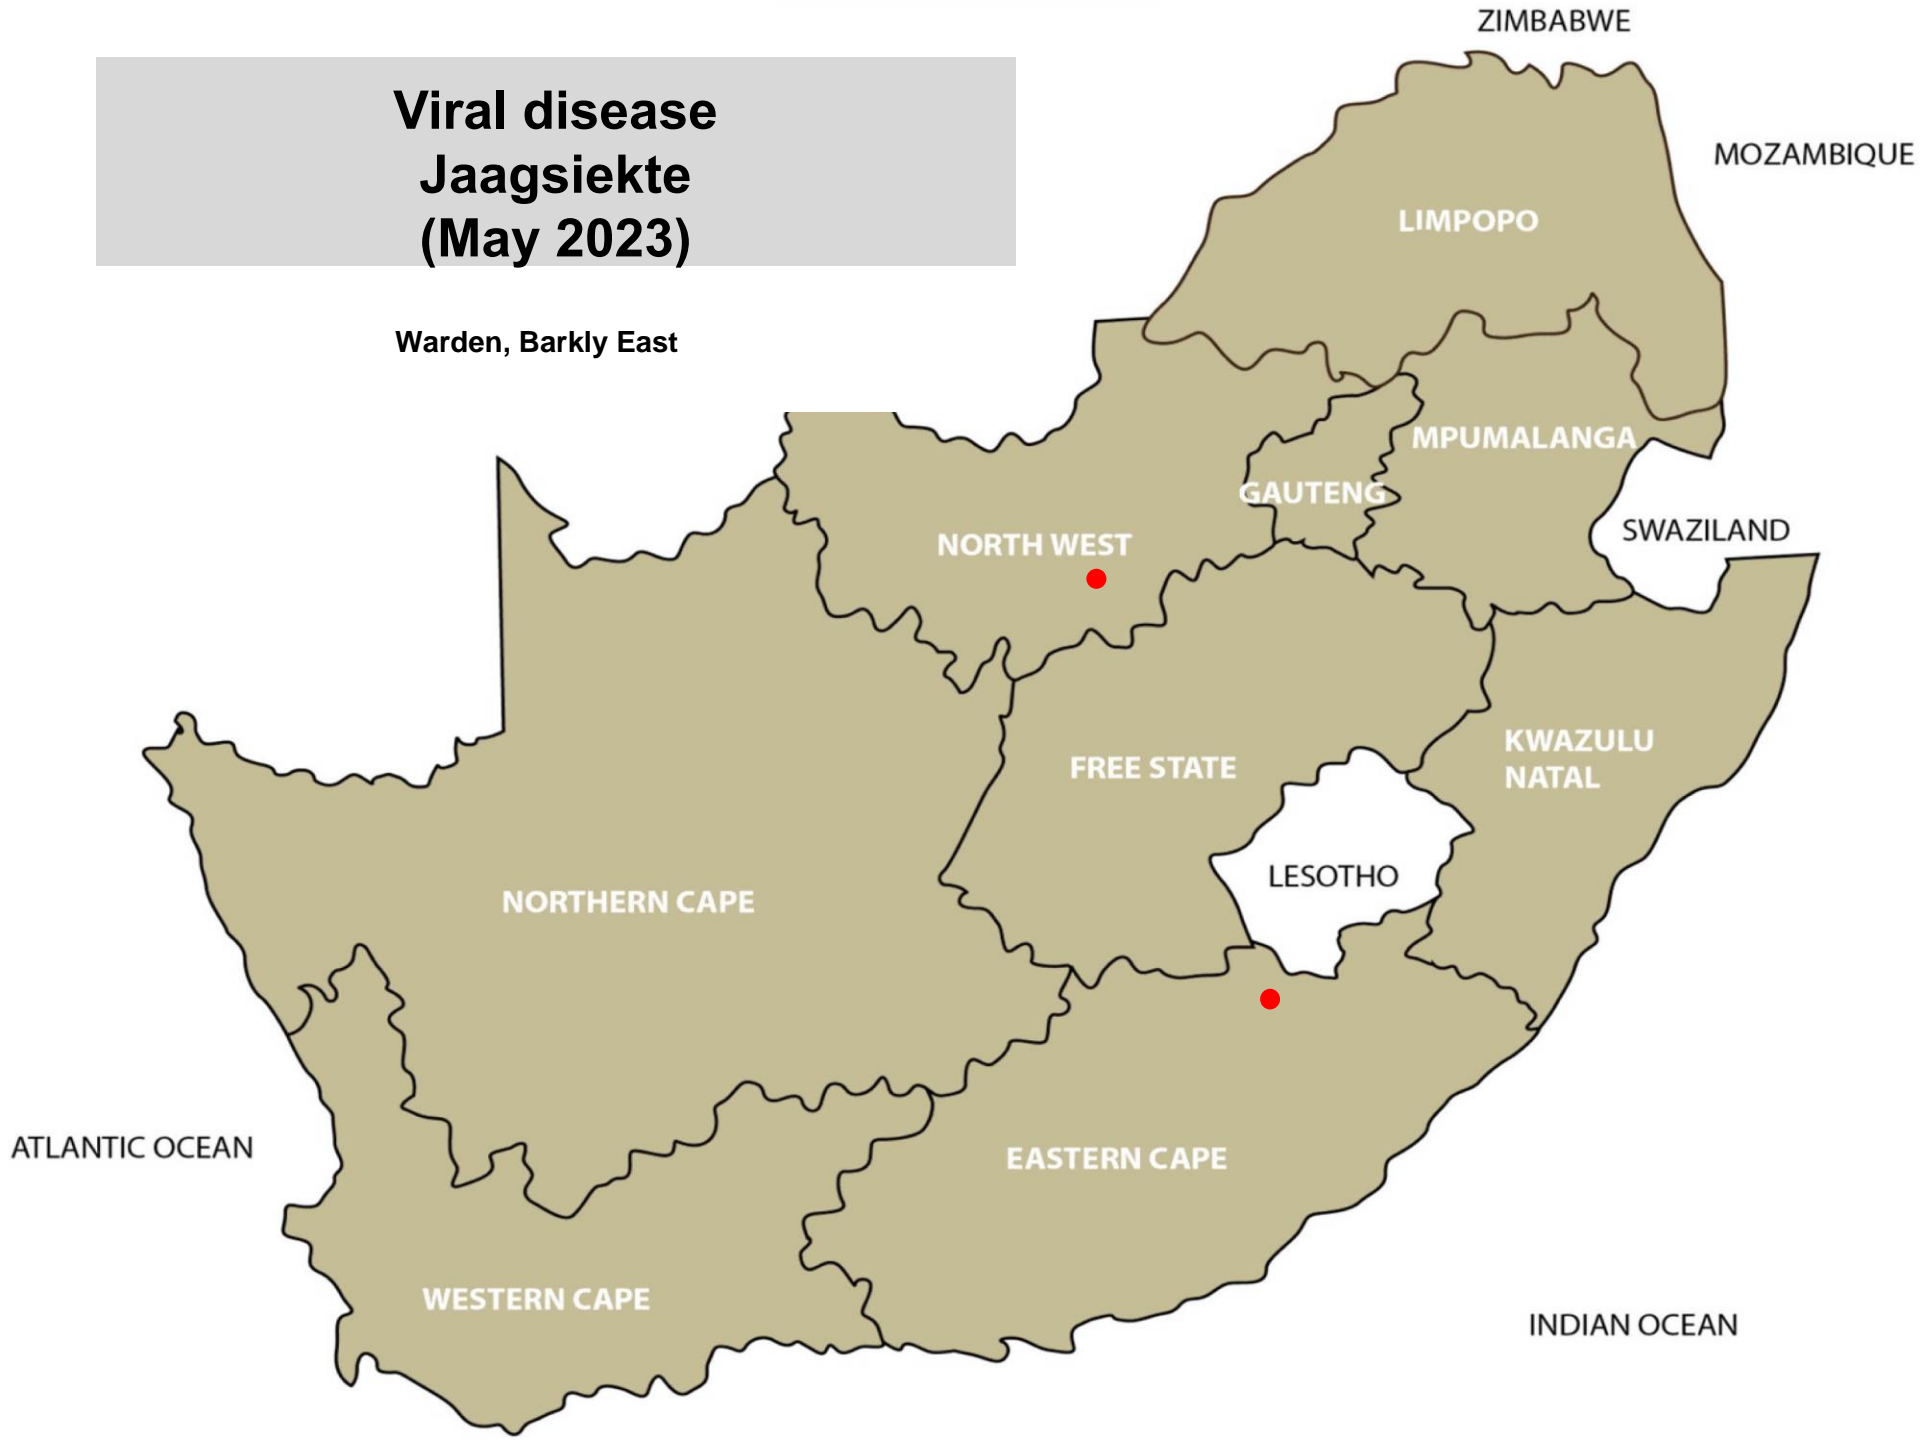 ZIMBABWE
Viral disease
Jaagsiekte
(May 2023)
MOZAMBIQUE
LIMPOPO
Warden, Barkly East
MPUMALANGA
GAUTENG
SWAZILAND
NORTH WEST
KWAZULU
NATAL
FREE STATE
LESOTHO
NORTHERN CAPE
ATLANTIC OCEAN
EASTERN CAPE
WESTERN CAPE
INDIAN OCEAN